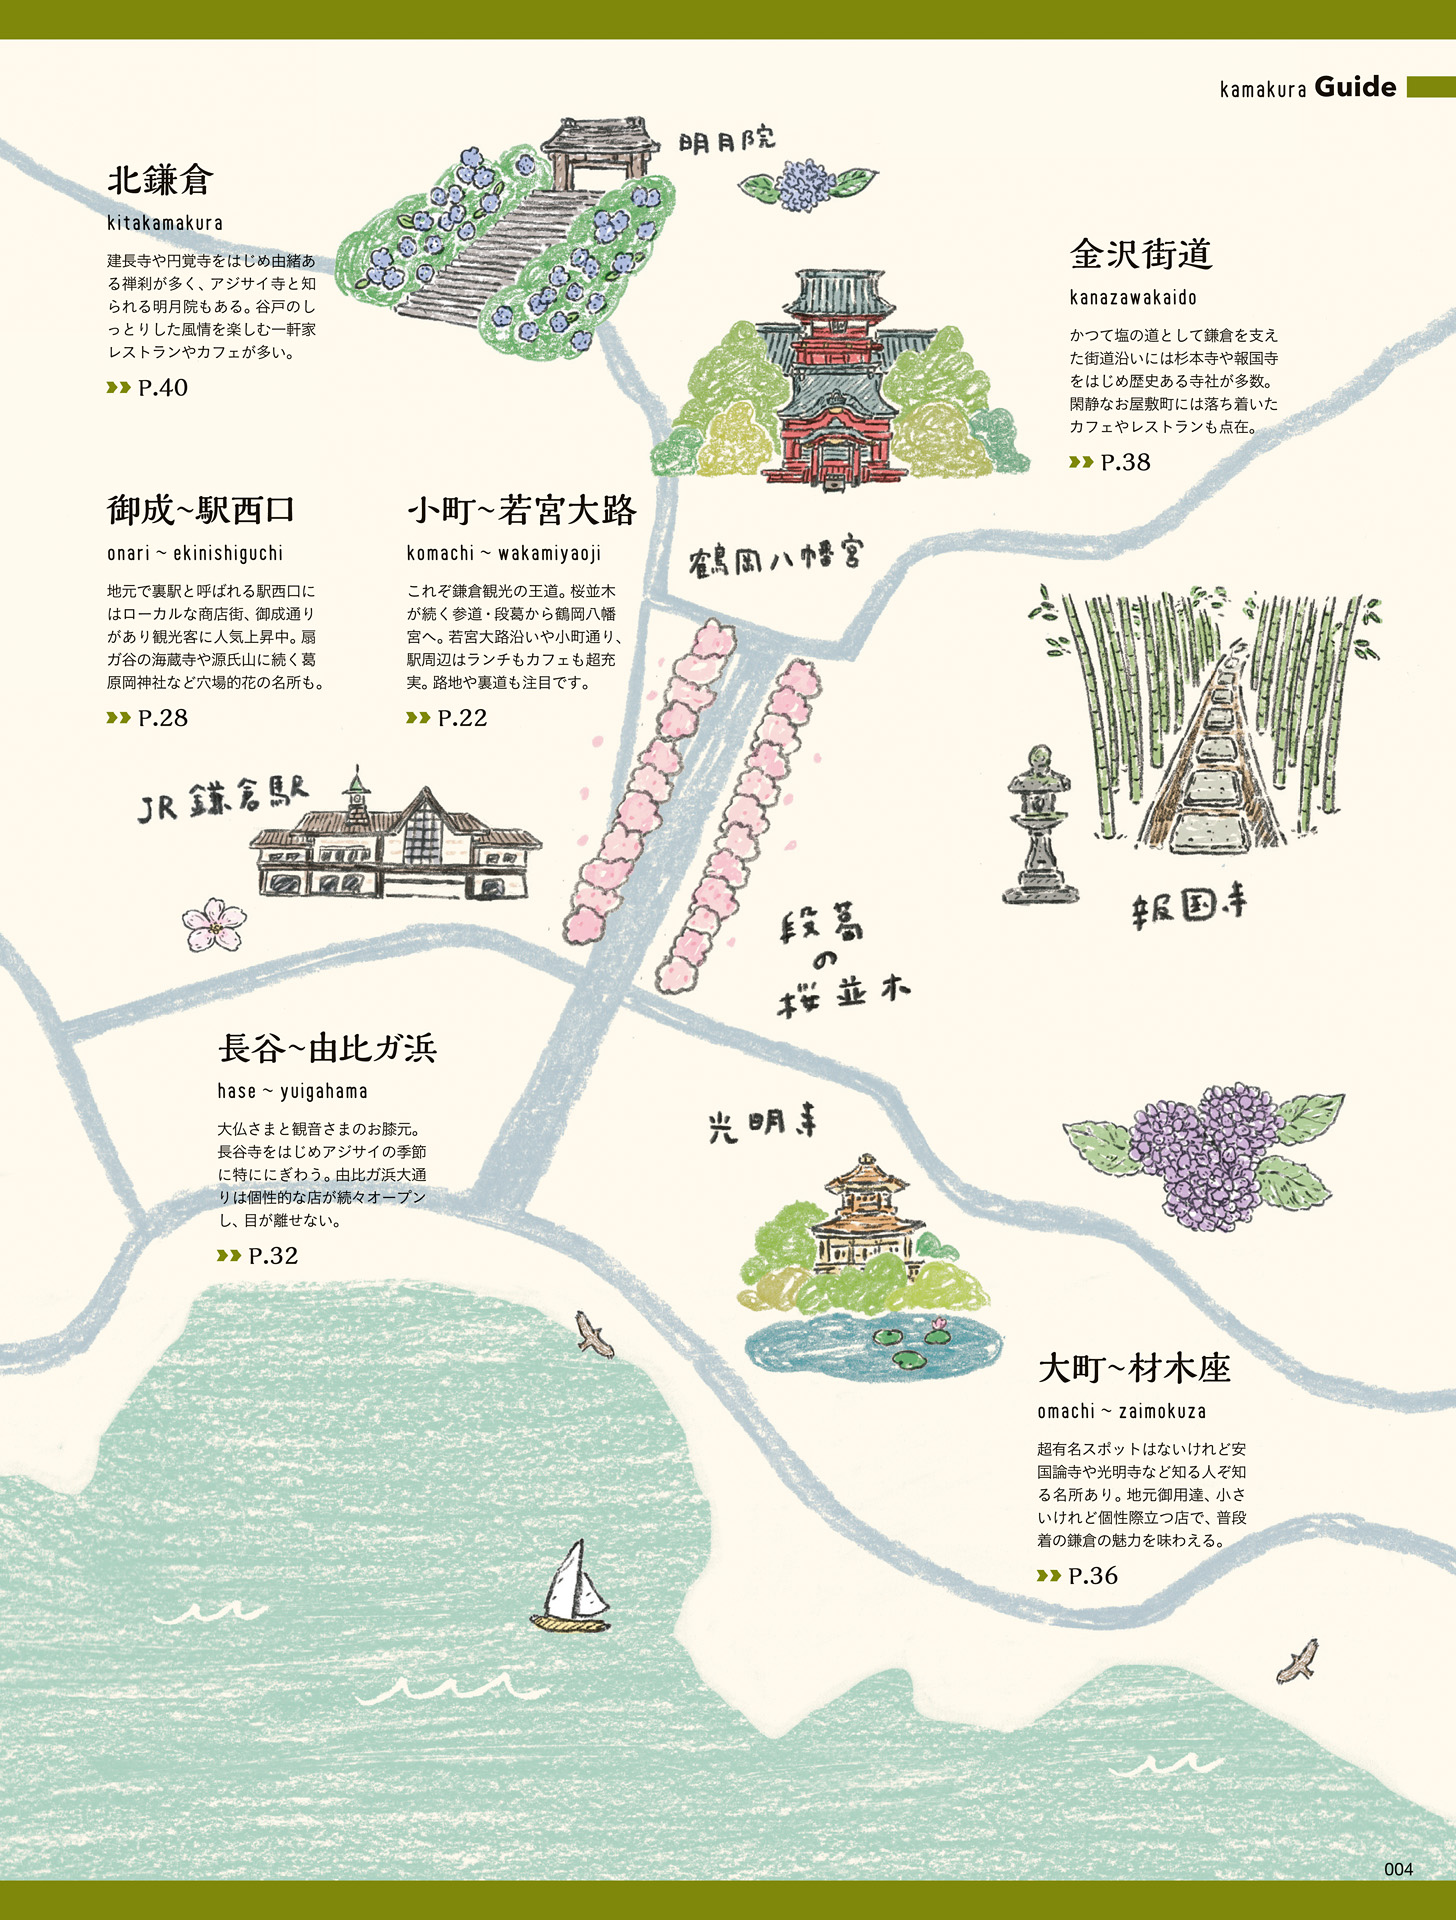 kamakura Guide
明月院
北鎌倉
kitakamakura
建長寺や円覚寺をはじめ由緒あ
る禅刹が多く、アジサイ寺と知
られる明月院もある。谷戸のし
っとりした風情を楽しむ一軒家
レストランやカフェが多い。
P.40
金沢街道
kanazawakaido
かつて塩の道として鎌倉を支え
た街道沿いには杉本寺や報国寺
をはじめ歴史ある寺社が多数。
閑静なお屋敷町には落ち着いた
カフェやレストランも点在。
P.38
御成~駅西口
onari ~ ekinishiguchi
地元で裏駅と呼ばれる駅西口に
はローカルな商店街、御成通り
があり観光客に人気上昇中。扇
ガ谷の海蔵寺や源氏山に続く葛
原岡神社など穴場的花の名所も。
P.28
小町~若宮大路
komachi ~ wakamiyaoji
これぞ鎌倉観光の王道。桜並木
が続く参道・段葛から鶴岡八幡
宮へ。若宮大路沿いや小町通り、
駅周辺はランチもカフェも超充
実。路地や裏道も注目です。
P.22
鶴岡八幡宮
JR鎌倉駅
報国寺
段葛
の
桜並木
長谷~由比ガ浜
hase ~ yuigahama
大仏さまと観音さまのお膝元。
長谷寺をはじめアジサイの季節
に特ににぎわう。由比ガ浜大通
りは個性的な店が続々オープン
し、目が離せない。
P.32
光明寺
大町~材木座
omachi ~ zaimokuza
超有名スポットはないけれど安
国論寺や光明寺など知る人ぞ知
る名所あり。地元御用達、小さ
いけれど個性際立つ店で、普段
着の鎌倉の魅力を味わえる。
P.36
004